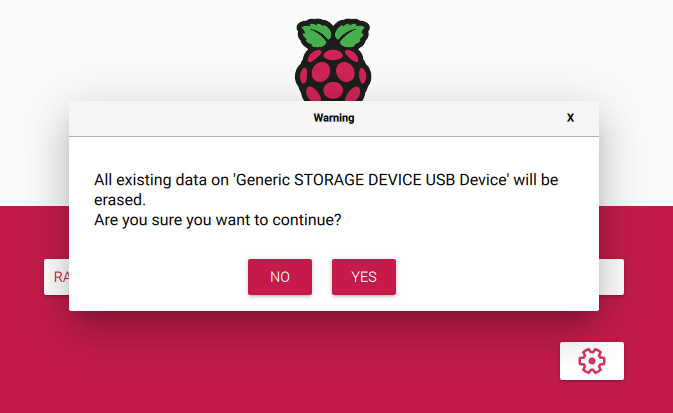 Warning
X
All existing data on 'Generic STORAGE DEVICE USB Device' will be
erased.
Are you sure you want to continue?
NO
YES